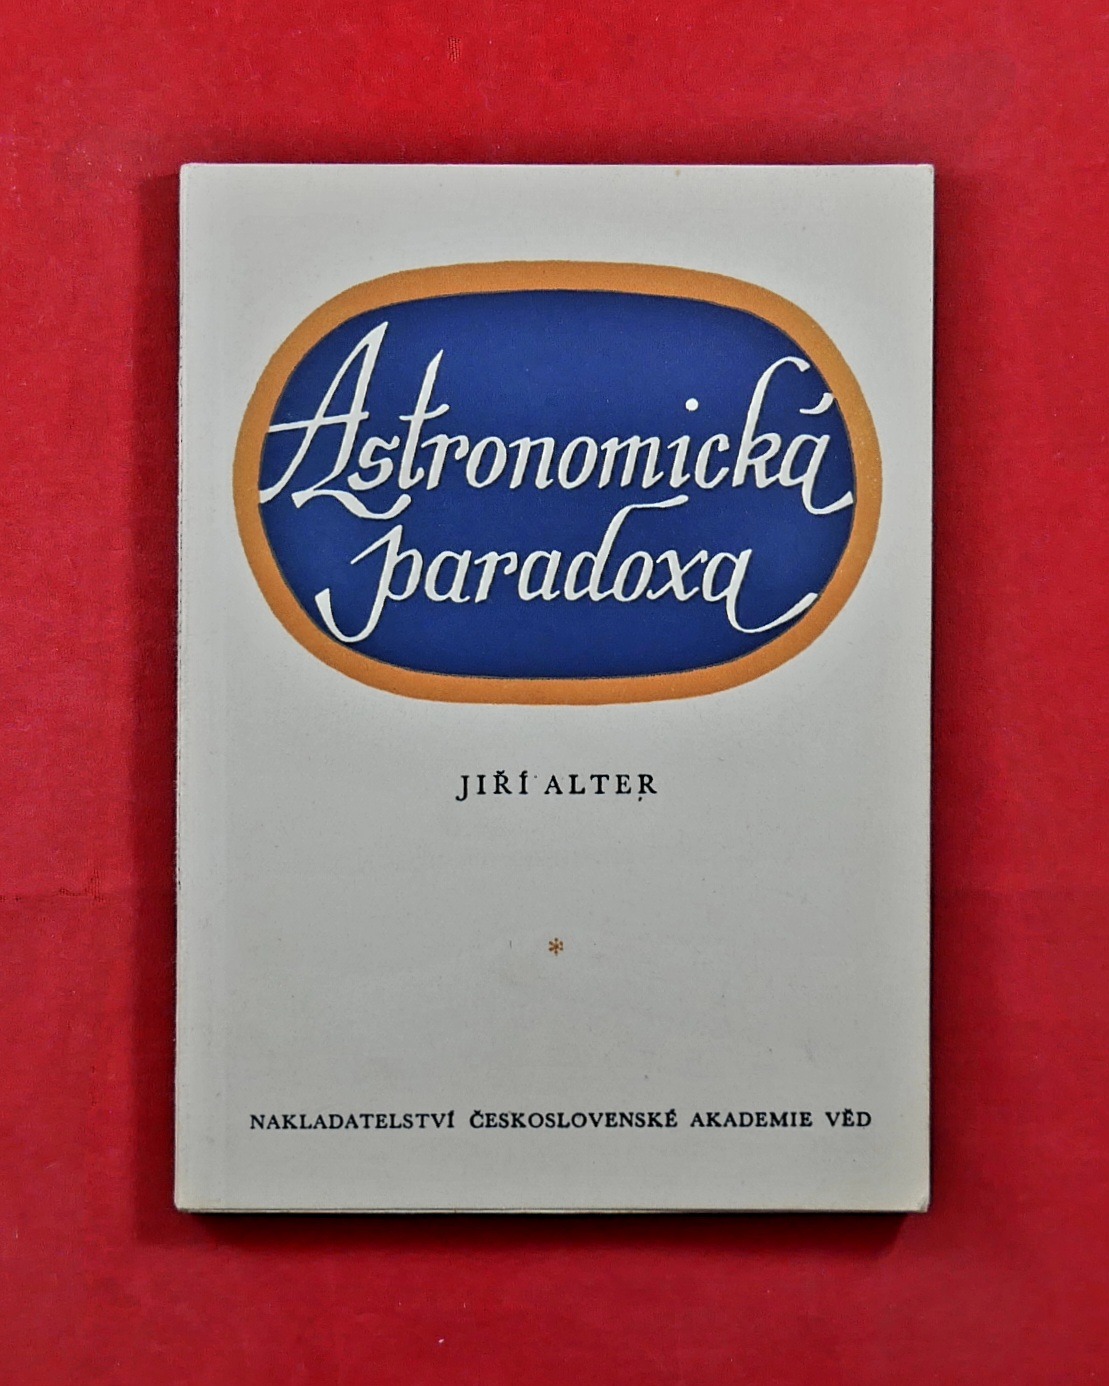 Astronomická
paradoxa
JIŘÍ ALTER
NAKLADATELSTVÍ ČESKOSLOVENSKÉ AKADEMIE VĚD